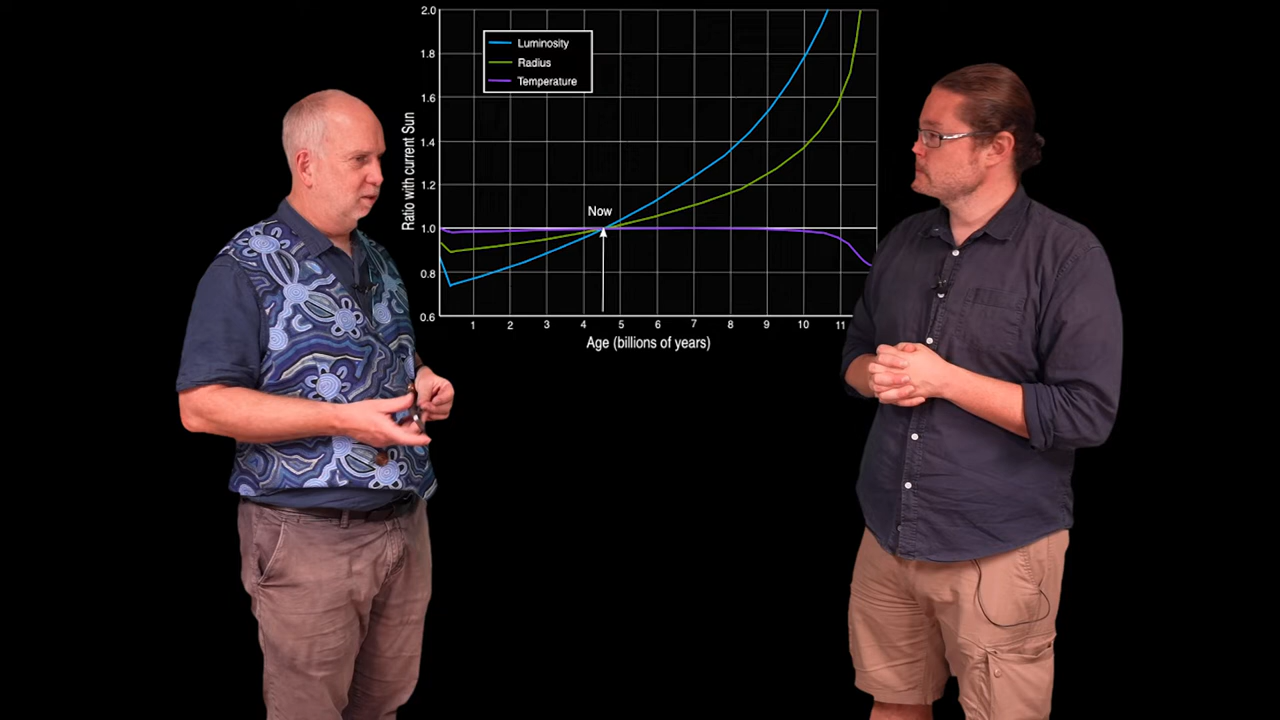 2.0
Luminosity
1.8
Radius
Temperature
1.6
Ratio with current Sun
1.4
1.2
Now
1.0
0.8
0.6
1 2 3 4 5 6 7 8 9 10 11
Age (billions of years)